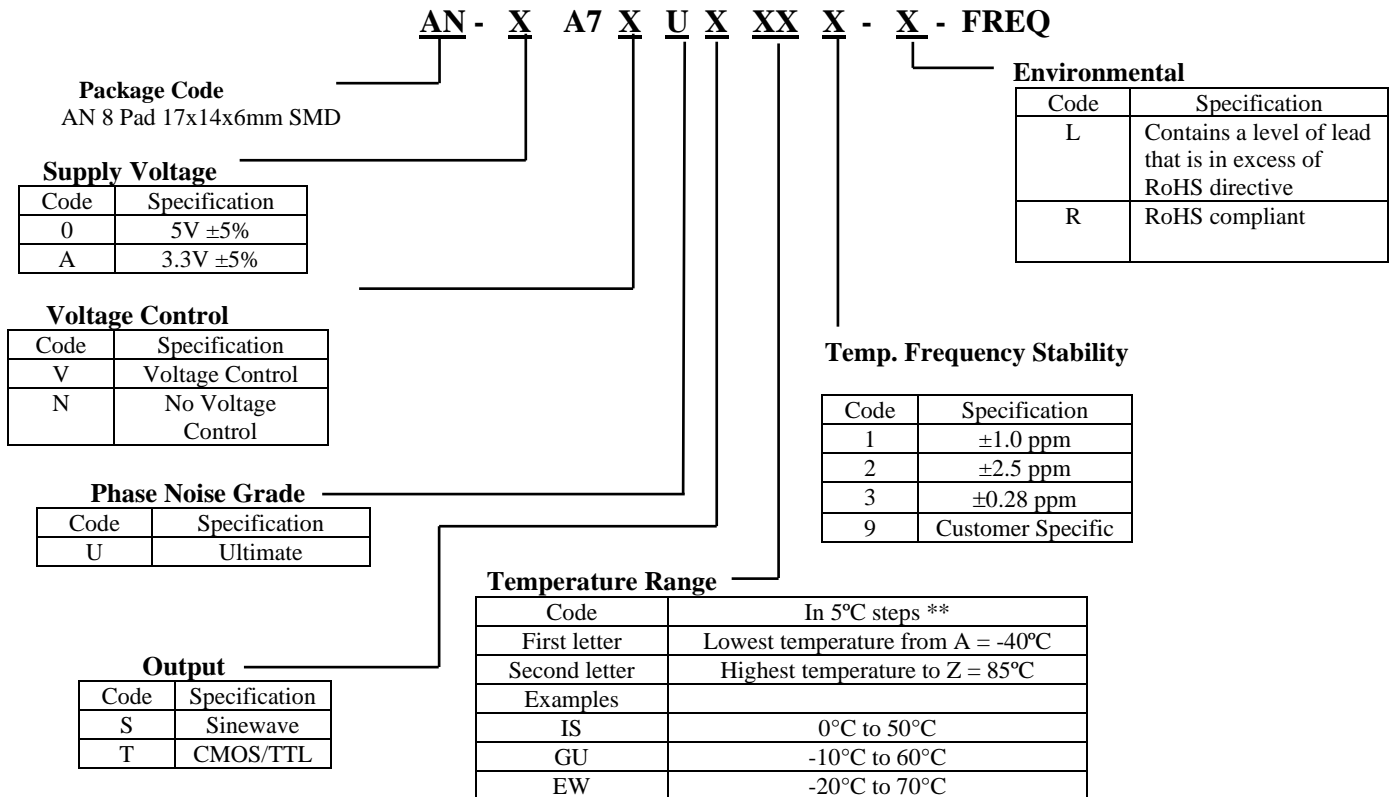 AN - X A7 X U X XX X - X - FREQ
Package Code
AN 8 Pad 17x14x6mm SMD
Environmental
Code Specification
L Contains a level of lead
that is in excess of
RoHS directive
R RoHS compliant
Supply Voltage
Code Specification
0 5V ±5%
A 3.3V ±5%
Voltage Control
Code Specification
V Voltage Control
N No Voltage
Control
Temp. Frequency Stability
Code Specification
1 ±1.0 ppm
2 ±2.5 ppm
3 ±0.28 ppm
9 Customer Specific
Phase Noise Grade
Code Specification
U Ultimate
Temperature Range
Code In 5ºC steps **
First letter Lowest temperature from A = -40ºC
Second letter Highest temperature to Z = 85ºC
Examples
IS 0°C to 50°C
GU -10°C to 60°C
EW -20°C to 70°C
Output
Code Specification
S Sinewave
T CMOS/TTL